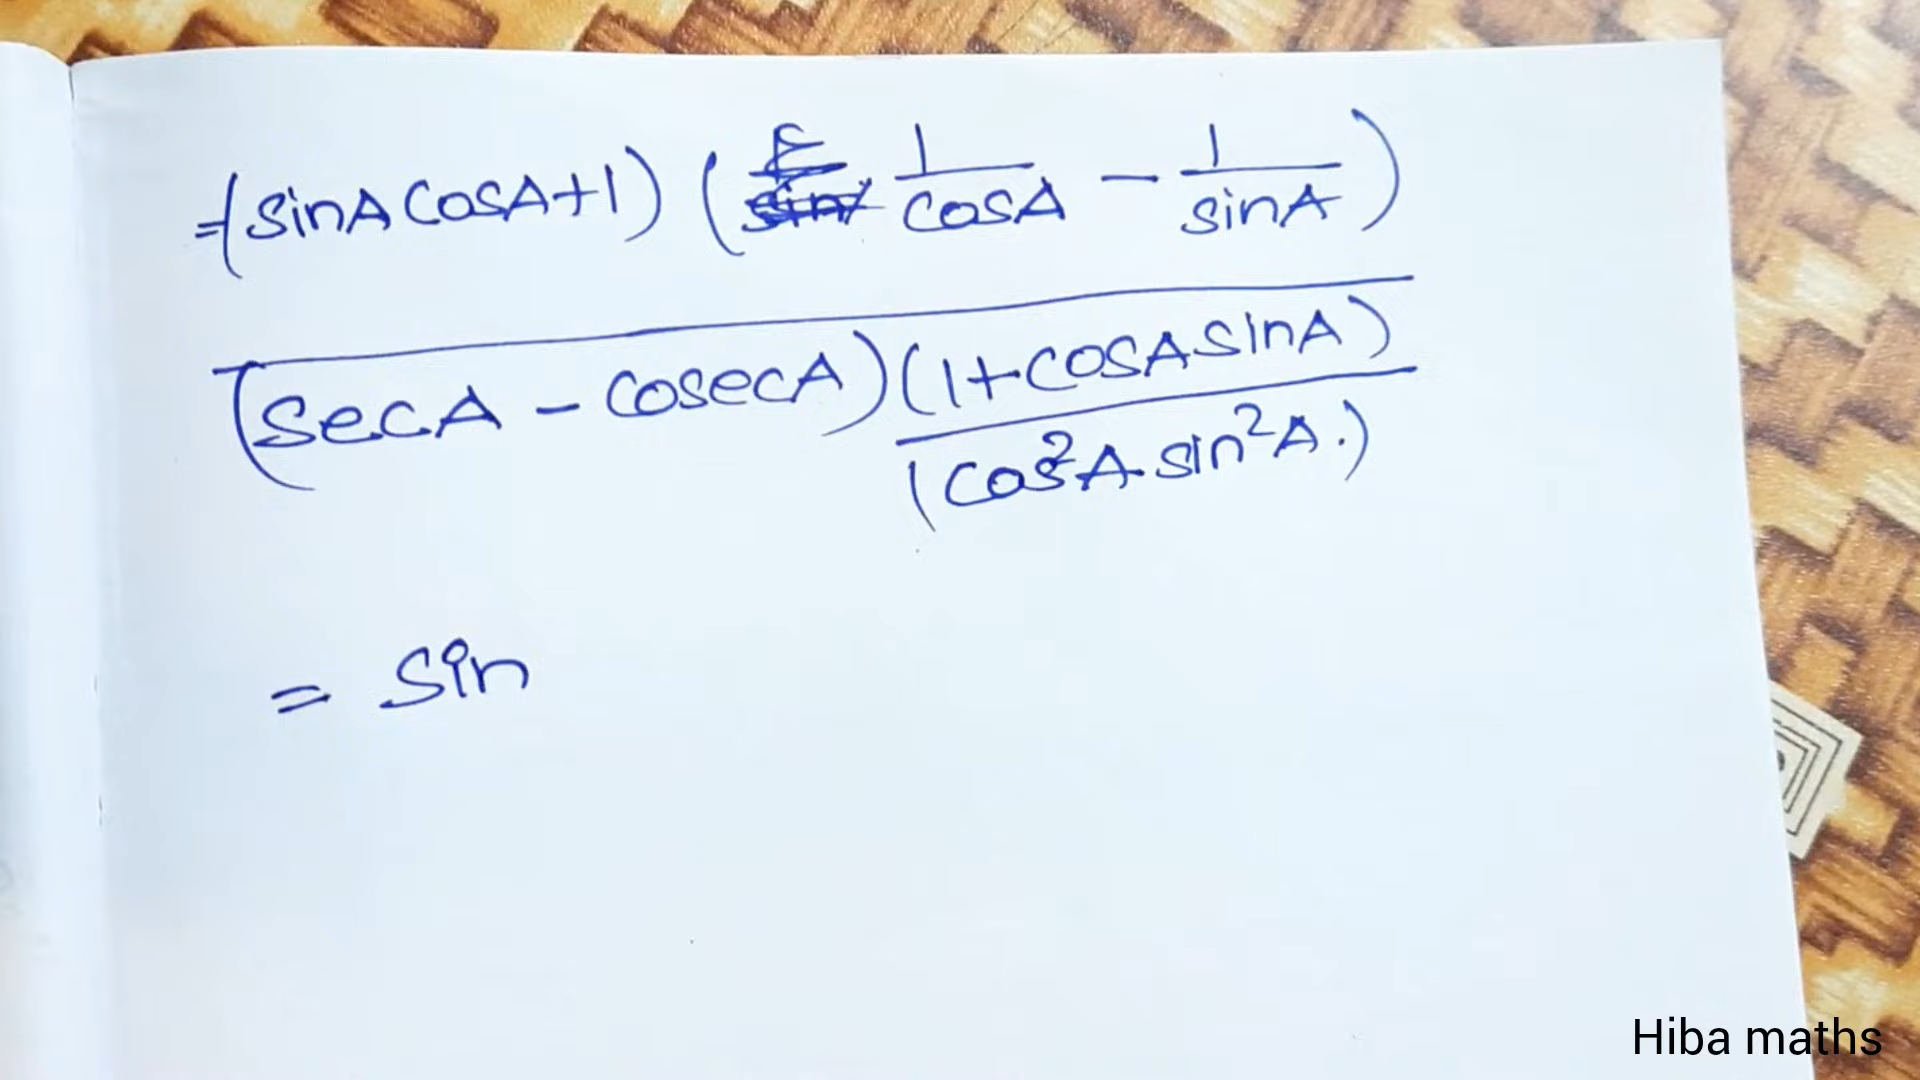 =(sinA cosA+1) ( 1/cosA - 1/sinA )
(secA - cosecA)(1+cosA sinA)
(cos²A sin²A.)
= sin
Hiba maths